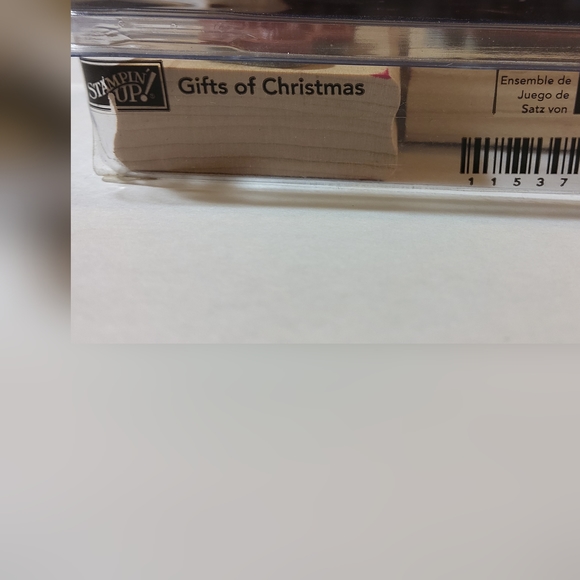 STAMPIN' UP!
Gifts of Christmas
Ensemble de
Juego de
Satz von
1 1 5 3 7